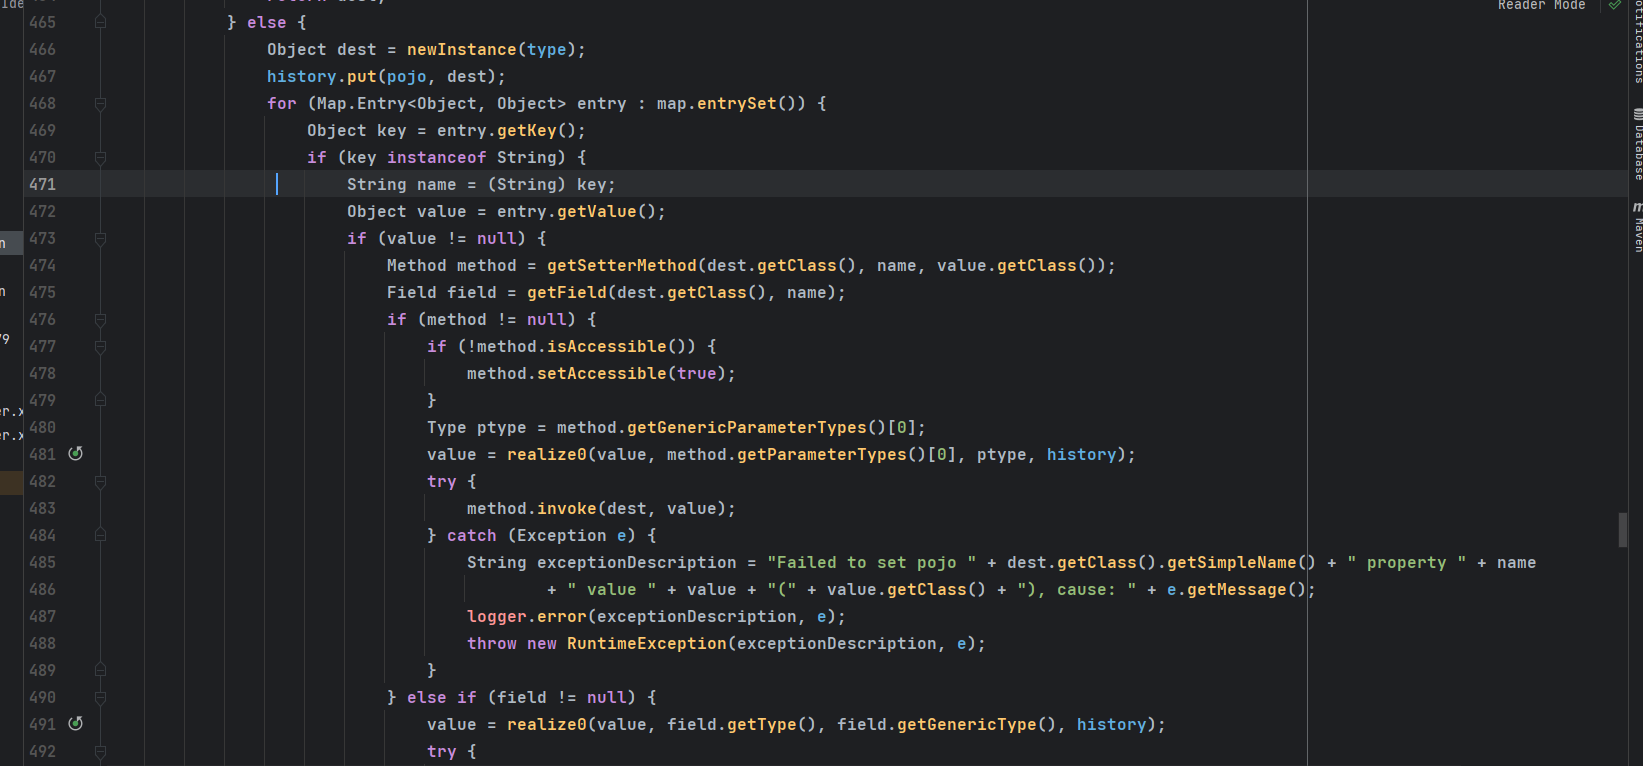 Reader Mode
465 } else {
466 Object dest = newInstance(type);
467 history.put(pojo, dest);
468 for (Map.Entry<Object, Object> entry : map.entrySet()) {
469 Object key = entry.getKey();
470 if (key instanceof String) {
471 String name = (String) key;
472 Object value = entry.getValue();
473 if (value != null) {
474 Method method = getSetterMethod(dest.getClass(), name, value.getClass());
475 Field field = getField(dest.getClass(), name);
476 if (method != null) {
477 if (!method.isAccessible()) {
478 method.setAccessible(true);
479 }
480 Type ptype = method.getGenericParameterTypes()[0];
481 value = realize0(value, method.getParameterTypes()[0], ptype, history);
482 try {
483 method.invoke(dest, value);
484 } catch (Exception e) {
485 String exceptionDescription = "Failed to set pojo " + dest.getClass().getSimpleName() + " property " + name
486 + " value " + value + "(" + value.getClass() + "), cause: " + e.getMessage();
487 logger.error(exceptionDescription, e);
488 throw new RuntimeException(exceptionDescription, e);
489 }
490 } else if (field != null) {
491 value = realize0(value, field.getType(), field.getGenericType(), history);
492 try {
Database
Maven